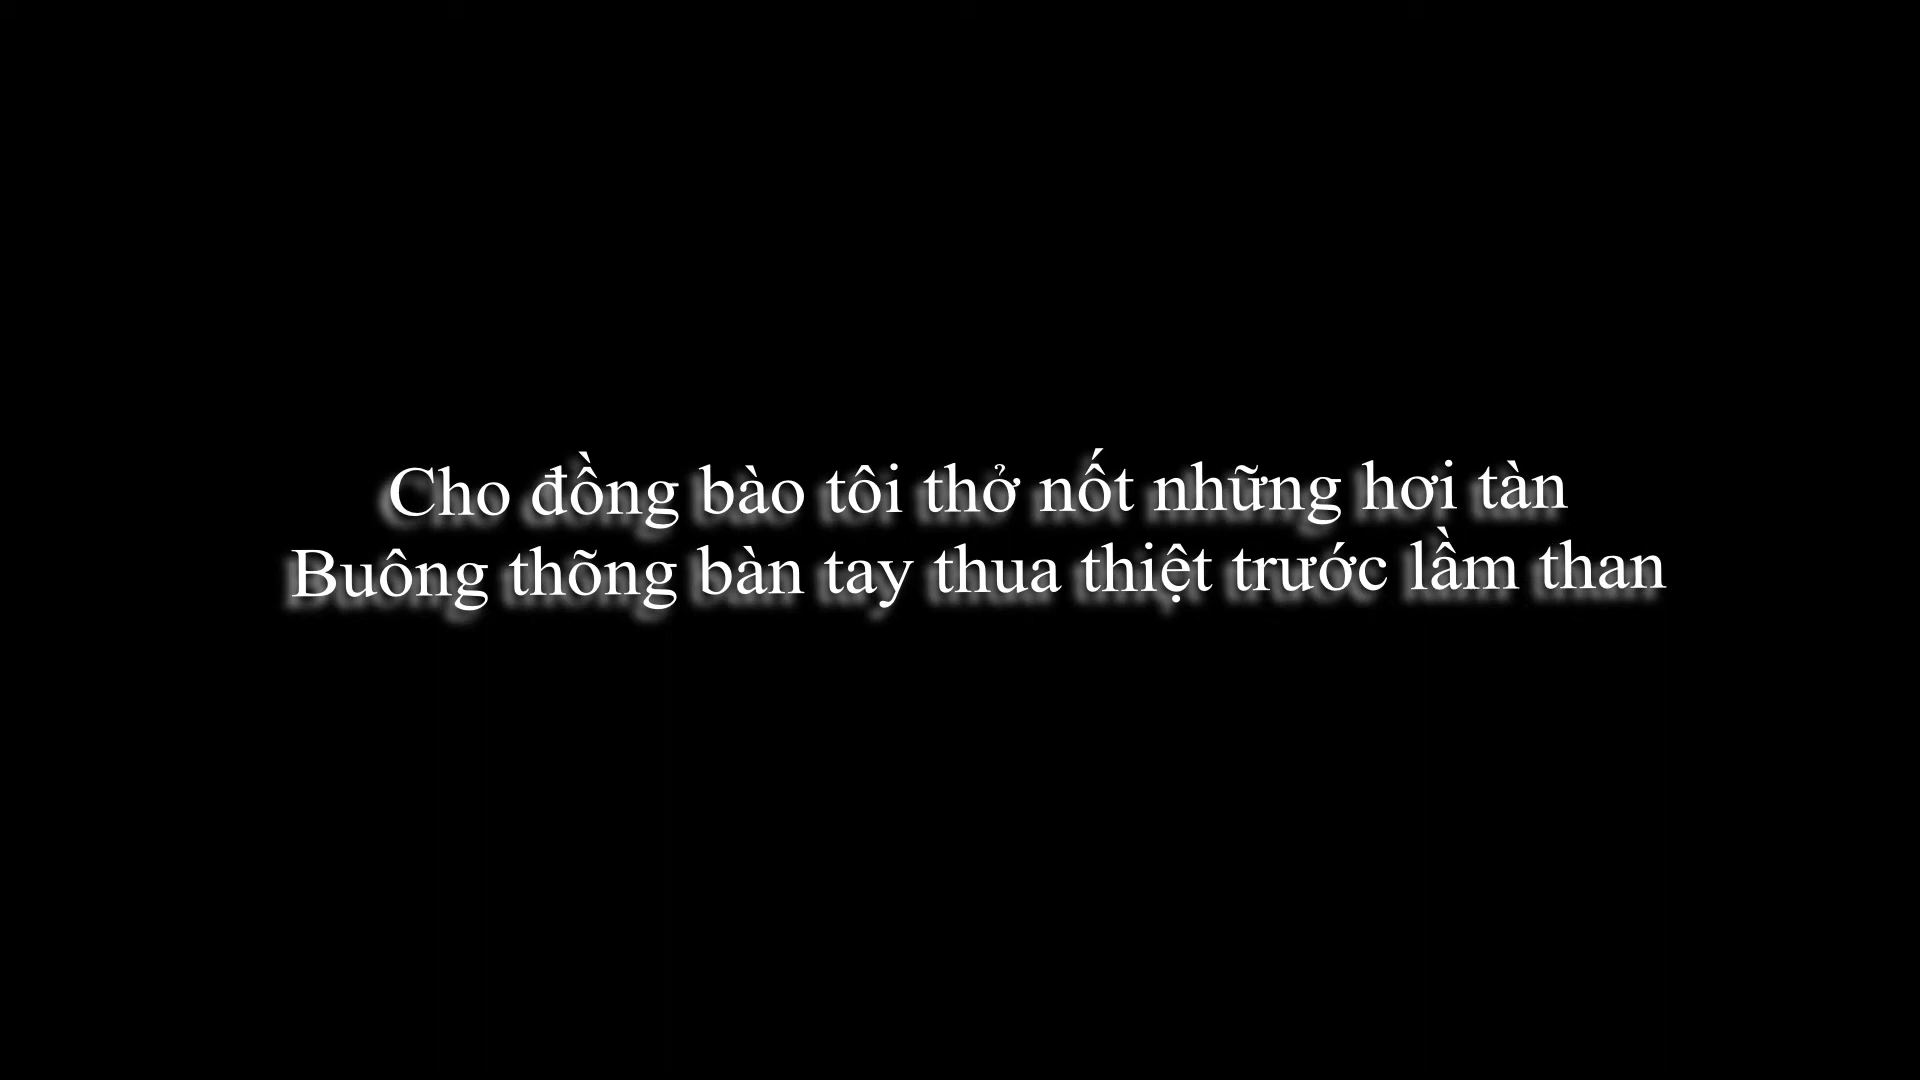 Cho đồng bào tôi thở nốt những hơi tàn
Buông thõng bàn tay thua thiệt trước lầm than